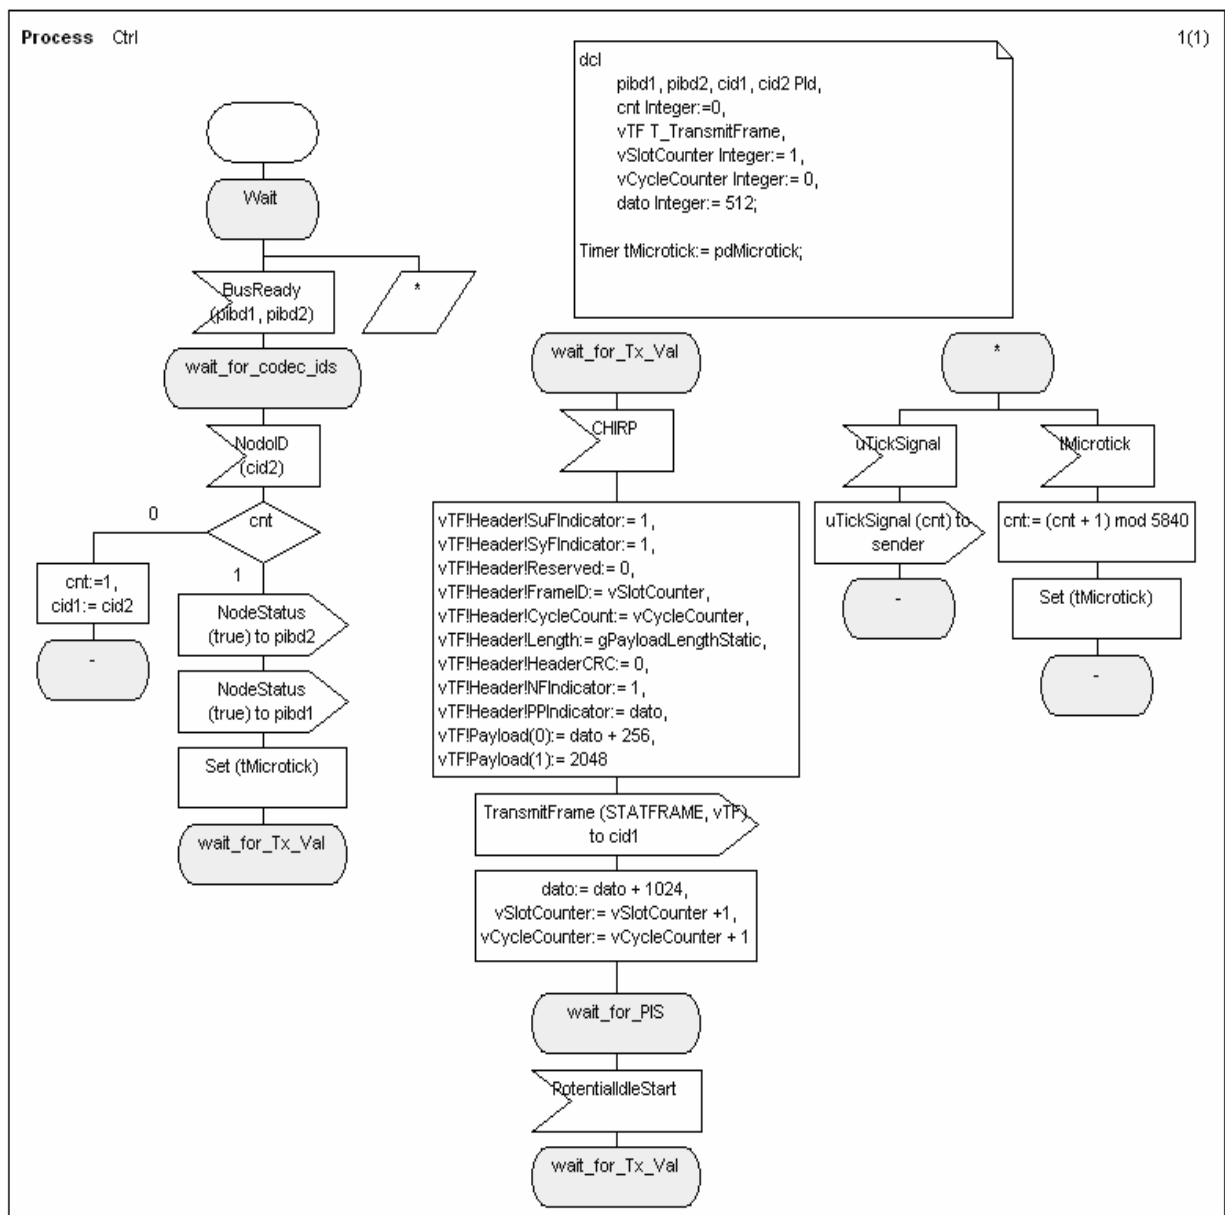 Process Ctrl
1(1)
dcl
pibd1, pibd2, cid1, cid2 PId,
cnt Integer:=0,
vTF T_TransmitFrame,
vSlotCounter Integer:= 1,
vCycleCounter Integer:= 0,
dato Integer:= 512;
Timer tMicrotick:= pdMicrotick;
Wait
BusReady
(pibd1, pibd2)
*
wait_for_codec_ids
NodoID
(cid2)
cnt
0
1
cnt:=1,
cid1:= cid2
-
NodeStatus
(true) to pibd2
NodeStatus
(true) to pibd1
Set (tMicrotick)
wait_for_Tx_Val
wait_for_Tx_Val
CHIRP
vTF!Header!SuFIndicator:= 1,
vTF!Header!SyFIndicator:= 1,
vTF!Header!Reserved:= 0,
vTF!Header!FrameID:= vSlotCounter,
vTF!Header!CycleCount:= vCycleCounter,
vTF!Header!Length:= gPayloadLengthStatic,
vTF!Header!HeaderCRC:= 0,
vTF!Header!NFIndicator:= 1,
vTF!Header!PPIndicator:= dato,
vTF!Payload(0):= dato + 256,
vTF!Payload(1):= 2048
TransmitFrame (STATFRAME, vTF)
to cid1
dato:= dato + 1024,
vSlotCounter:= vSlotCounter +1,
vCycleCounter:= vCycleCounter + 1
wait_for_PIS
PotentialIdleStart
wait_for_Tx_Val
*
uTickSignal
uTickSignal (cnt) to
sender
-
tMicrotick
cnt:= (cnt + 1) mod 5840
Set (tMicrotick)
-